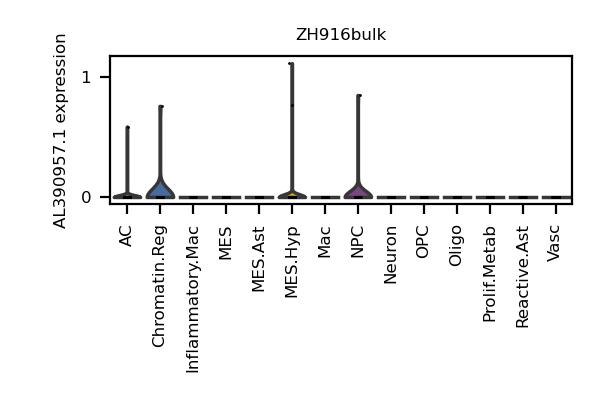 ZH916bulk
AL390957.1 expression
1
0
AC
Chromatin.Reg
Inflammatory.Mac
MES
MES.Ast
MES.Hyp
Mac
NPC
Neuron
OPC
Oligo
Prolif.Metab
Reactive.Ast
Vasc